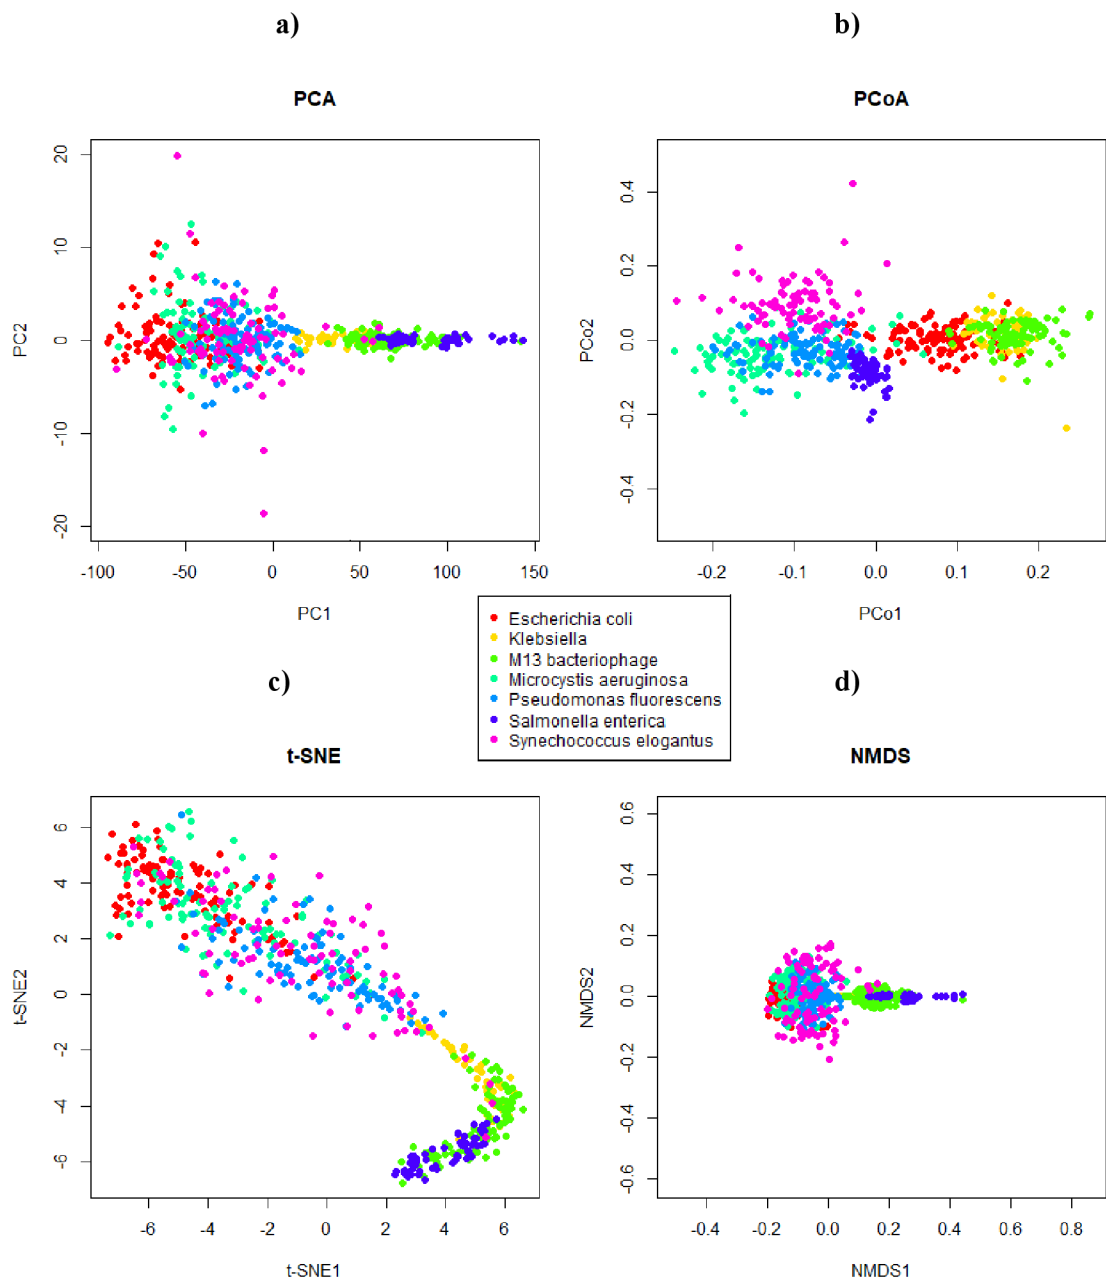 a)
b)
PCA
PCoA
20
10
0
-10
-20
PC2
-100
-50
0
50
100
150
PC1
0.4
0.2
0.0
-0.2
-0.4
PCo2
-0.2
-0.1
0.0
0.1
0.2
PCo1
Escherichia coli
Klebsiella
M13 bacteriophage
Microcystis aeruginosa
Pseudomonas fluorescens
Salmonella enterica
Synechococcus elogantus
c)
d)
t-SNE
NMDS
6
4
2
0
-2
-4
-6
t-SNE2
-6
-4
-2
0
2
4
6
t-SNE1
0.6
0.4
0.2
0.0
-0.2
-0.4
-0.6
NMDS2
-0.4
-0.2
0.0
0.2
0.4
0.6
0.8
NMDS1